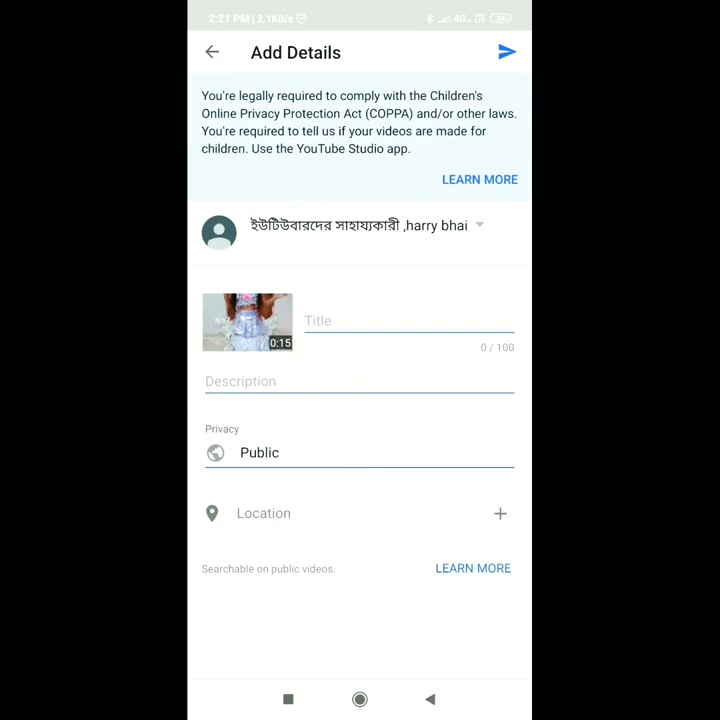 2:21 PM | 2.1KB/s
4G
Add Details
You're legally required to comply with the Children's
Online Privacy Protection Act (COPPA) and/or other laws.
You're required to tell us if your videos are made for
children. Use the YouTube Studio app.
LEARN MORE
ইউটিউবারদের সাহায্যকারী ,harry bhai
0:15
Title
0 / 100
Description
Privacy
Public
Location
Searchable on public videos.
LEARN MORE